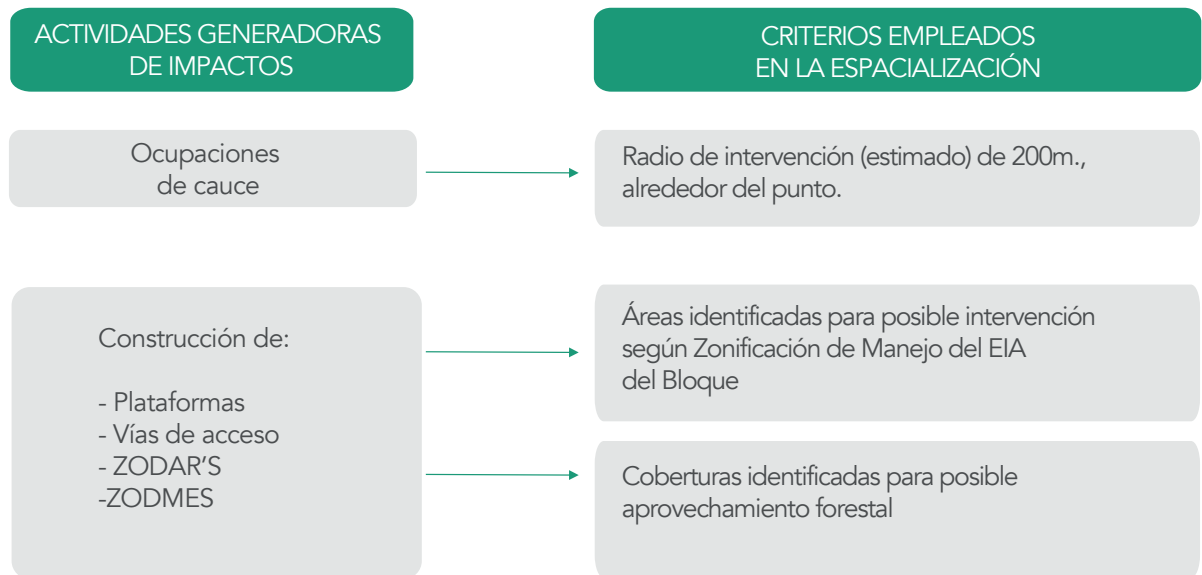 ACTIVIDADES GENERADORAS
DE IMPACTOS
CRITERIOS EMPLEADOS
EN LA ESPACIALIZACIÓN
Ocupaciones
de cauce
Radio de intervención (estimado) de 200m.,
alrededor del punto.
Construcción de:
- Plataformas
- Vías de acceso
- ZODAR'S
-ZODMES
Áreas identificadas para posible intervención
según Zonificación de Manejo del EIA
del Bloque
Coberturas identificadas para posible
aprovechamiento forestal